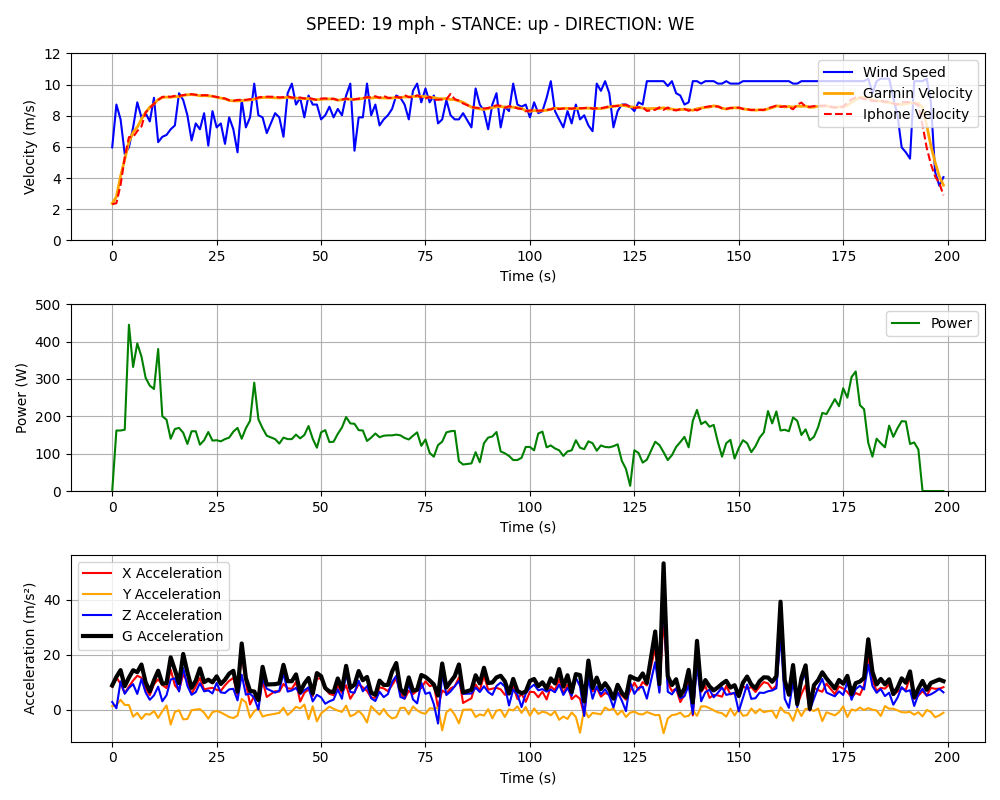 SPEED: 19 mph - STANCE: up - DIRECTION: WE
12
10
8
6
4
2
0
Velocity (m/s)
Wind Speed
Garmin Velocity
Iphone Velocity
0 25 50 75 100 125 150 175 200
Time (s)
500
400
300
200
100
0
Power (W)
Power
0 25 50 75 100 125 150 175 200
Time (s)
40
20
0
Acceleration (m/s²)
X Acceleration
Y Acceleration
Z Acceleration
G Acceleration
0 25 50 75 100 125 150 175 200
Time (s)